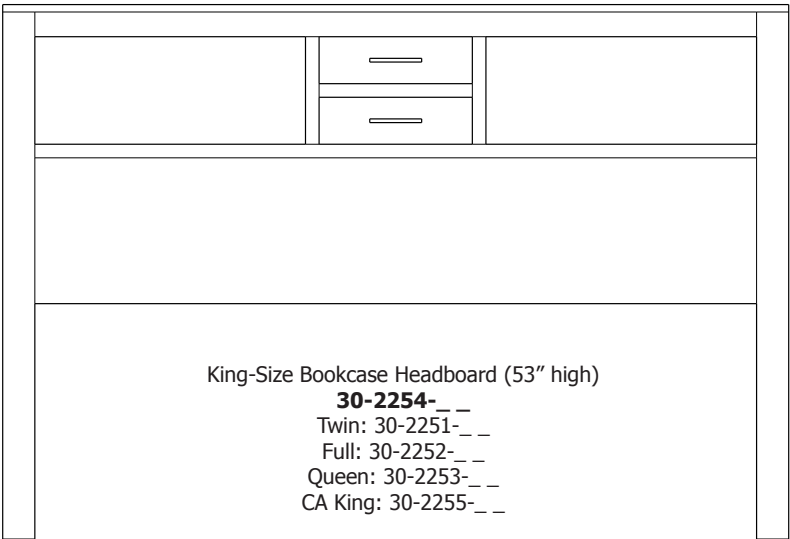 King-Size Bookcase Headboard (53″ high)
30-2254-_ _
Twin: 30-2251-_ _
Full: 30-2252-_ _
Queen: 30-2253-_ _
CA King: 30-2255-_ _